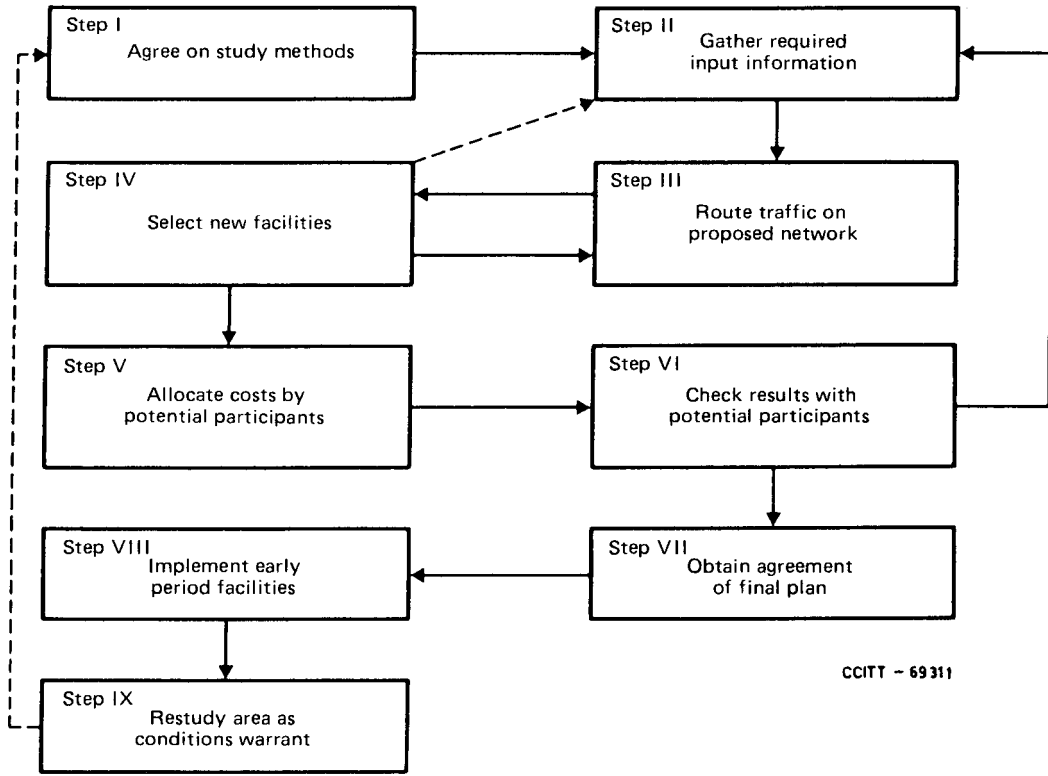 Step I
Agree on study methods
Step II
Gather required
input information
Step IV
Select new facilities
Step III
Route traffic on
proposed network
Step V
Allocate costs by
potential participants
Step VI
Check results with
potential participants
Step VIII
Implement early
period facilities
Step VII
Obtain agreement
of final plan
CCITT – 69311
Step IX
Restudy area as
conditions warrant